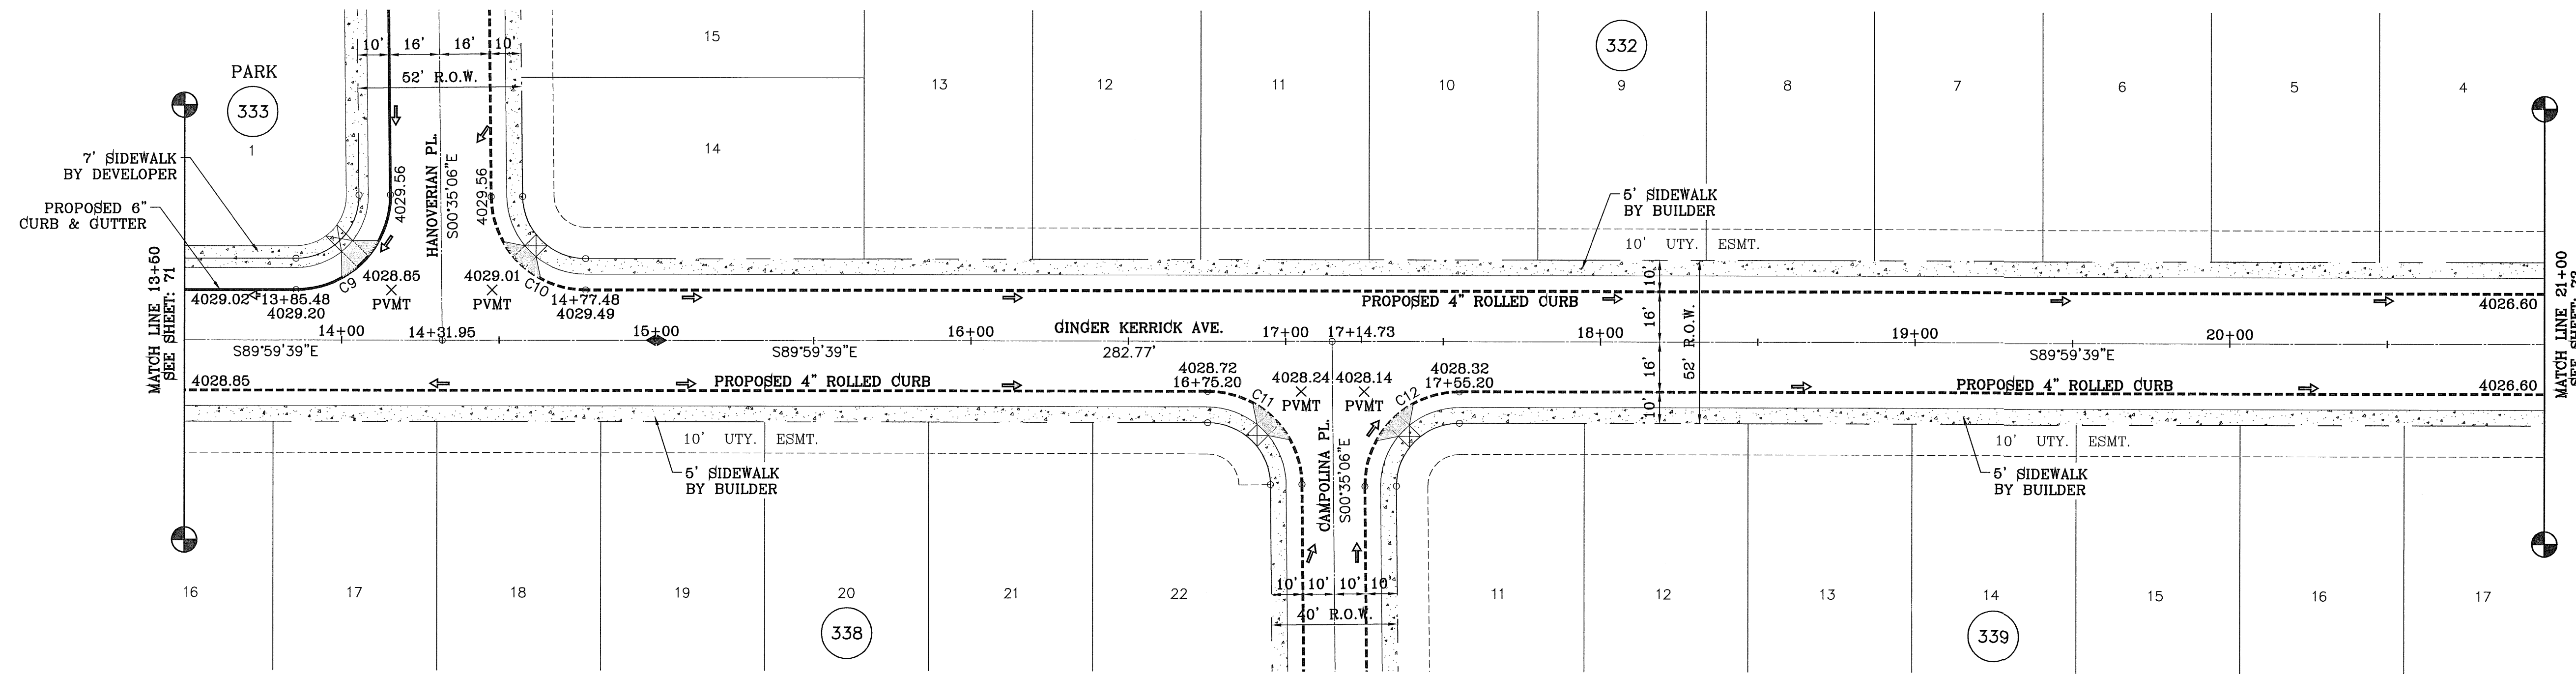 PARK
333
1
7' SIDEWALK
BY DEVELOPER
PROPOSED 6"
CURB & GUTTER
MATCH LINE 13+50
SEE SHEET: 71
10'
16'
16'
10'
52' R.O.W.
HANOVERIAN PL.
S00°35'06"E
4029.56
4029.56
15
14
13
12
11
10
332
9
8
7
6
5
4
5' SIDEWALK
BY BUILDER
10' UTY. ESMT.
C9
4028.85
PVMT
4029.01
PVMT
C10
4029.02
13+85.48
4029.20
14+77.48
4029.49
PROPOSED 4" ROLLED CURB
4026.60
14+00
14+31.95
15+00
16+00
GINGER KERRICK AVE.
17+00
17+14.73
18+00
19+00
20+00
S89°59'39"E
S89°59'39"E
282.77'
S89°59'39"E
10'
16'
16'
10'
52' R.O.W.
MATCH LINE 21+00
4028.85
PROPOSED 4" ROLLED CURB
4028.72
16+75.20
C11
4028.24
PVMT
4028.14
PVMT
C12
4028.32
17+55.20
PROPOSED 4" ROLLED CURB
4026.60
10' UTY. ESMT.
5' SIDEWALK
BY BUILDER
CAMPOLINA PL.
S00°35'06"E
10' UTY. ESMT.
5' SIDEWALK
BY BUILDER
10'
10'
10'
10'
40' R.O.W.
16
17
18
19
20
21
22
338
11
12
13
14
15
16
17
339